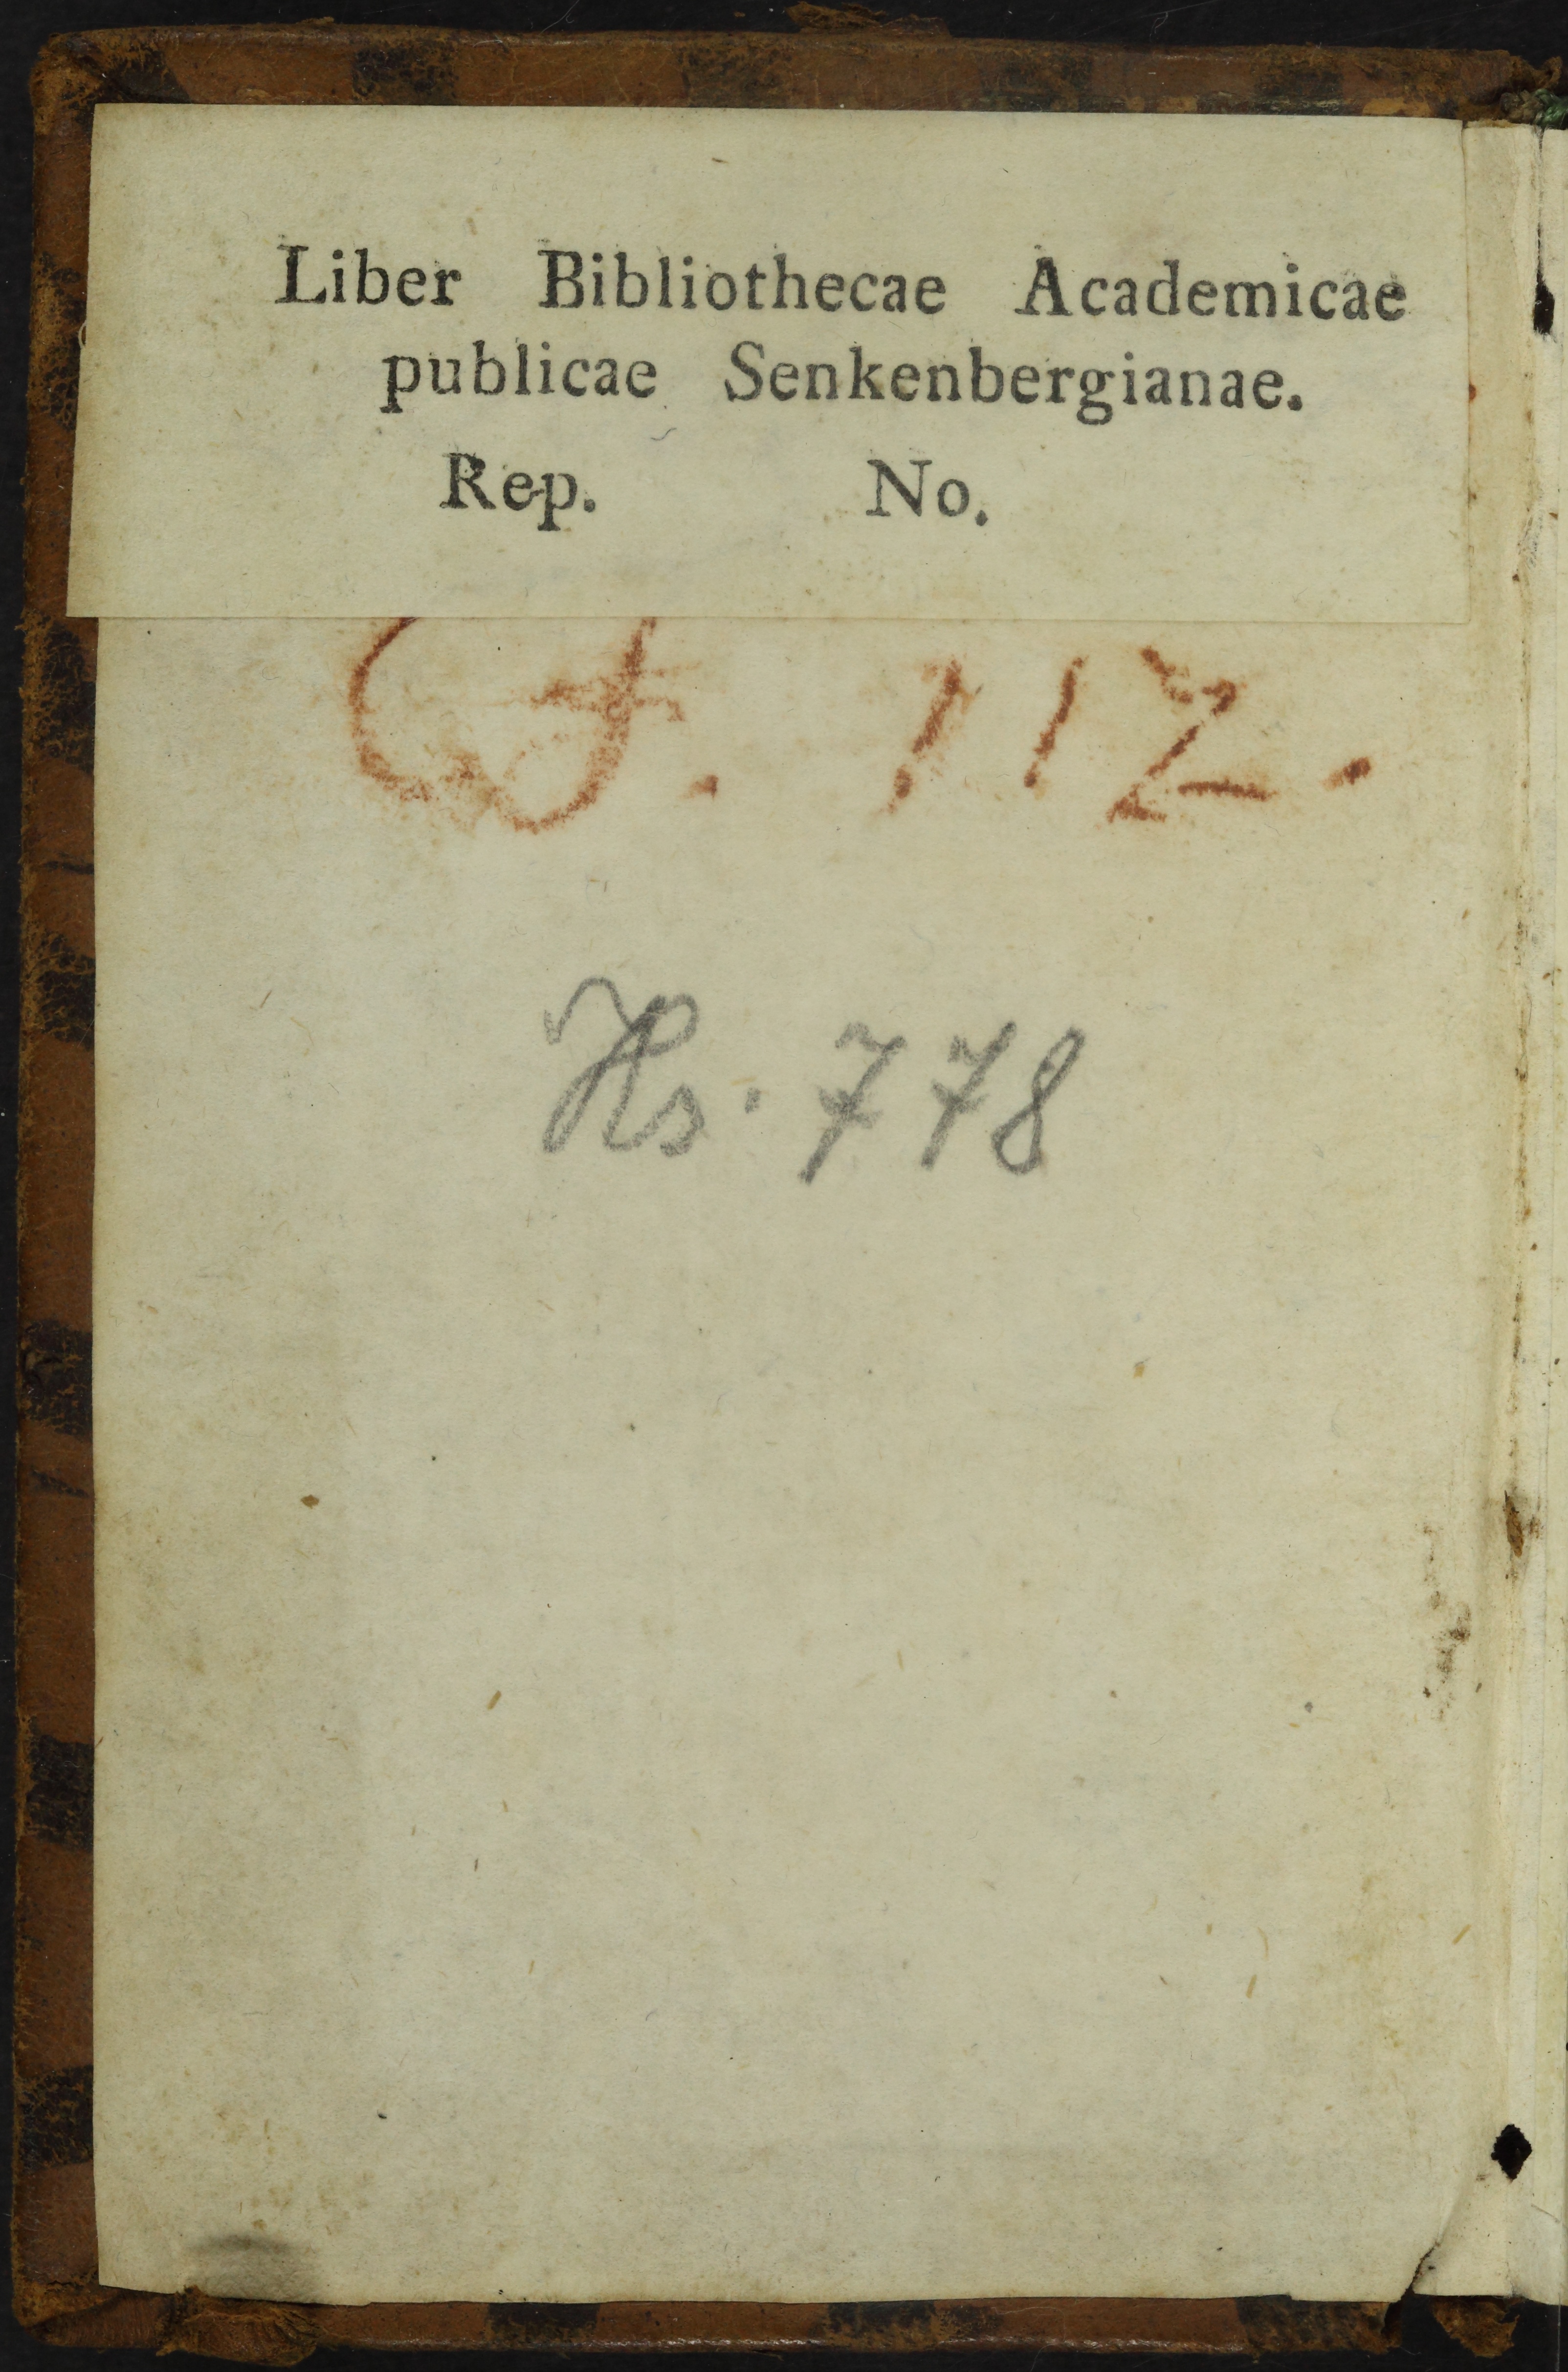 Liber Bibliothecae Academicae
publicae Senkenbergianae.
Rep. No.
112.
Hs. 778